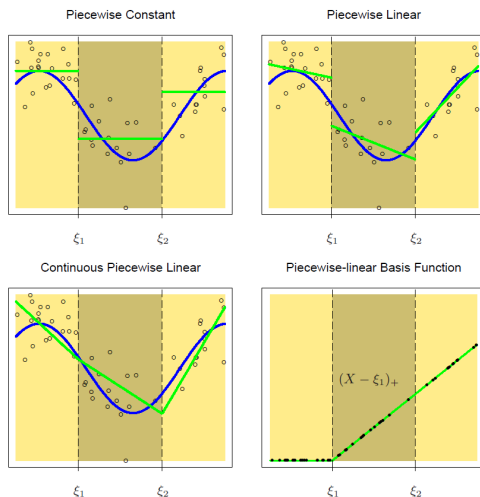 Piecewise Constant
Piecewise Linear
ξ₁ ξ₂
ξ₁ ξ₂
Continuous Piecewise Linear
Piecewise-linear Basis Function
(X − ξ₁)₊
ξ₁ ξ₂
ξ₁ ξ₂